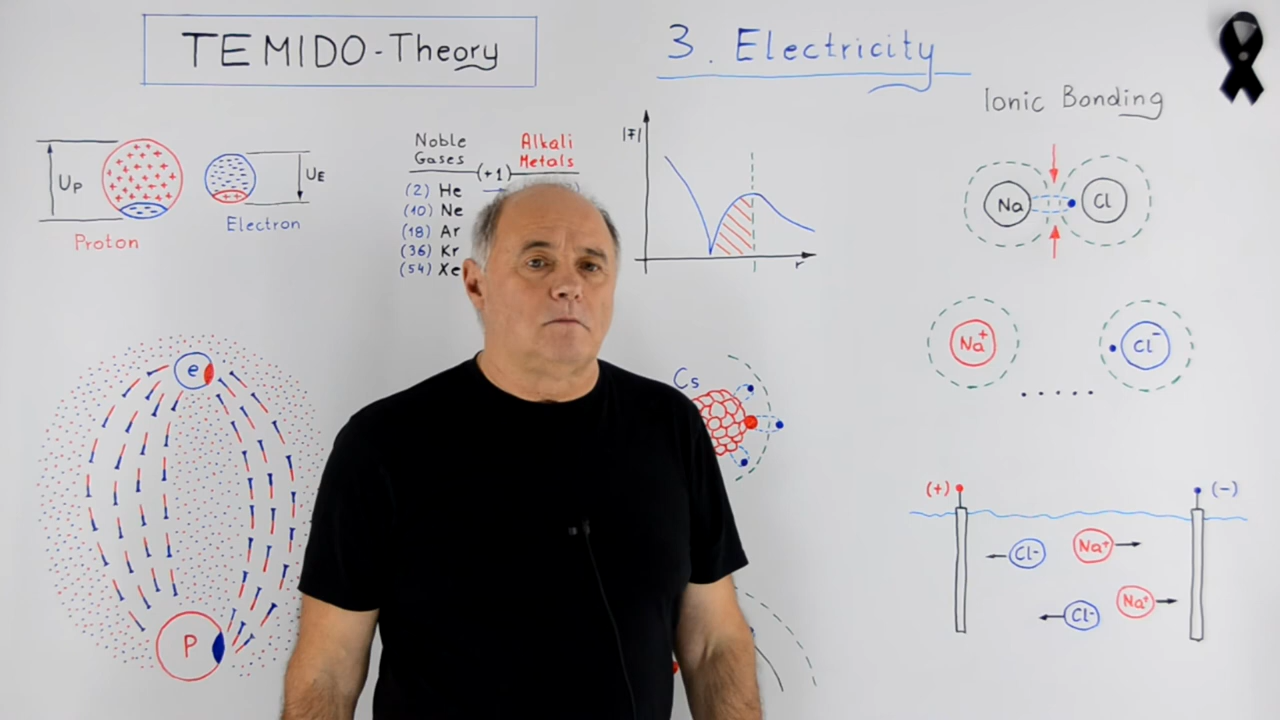 TEMIDO-Theory
3. Electricity
Ionic Bonding
Up
UE
Proton
Electron
Noble
Gases
Alkali
Metals
(+1)
(2) He
(10) Ne
(18) Ar
(36) Kr
(54) Xe
|F|
r
Na
Cl
Na+
Cl-
e
P
Cs
(+)
(-)
Cl-
Na+
Cl-
Na+